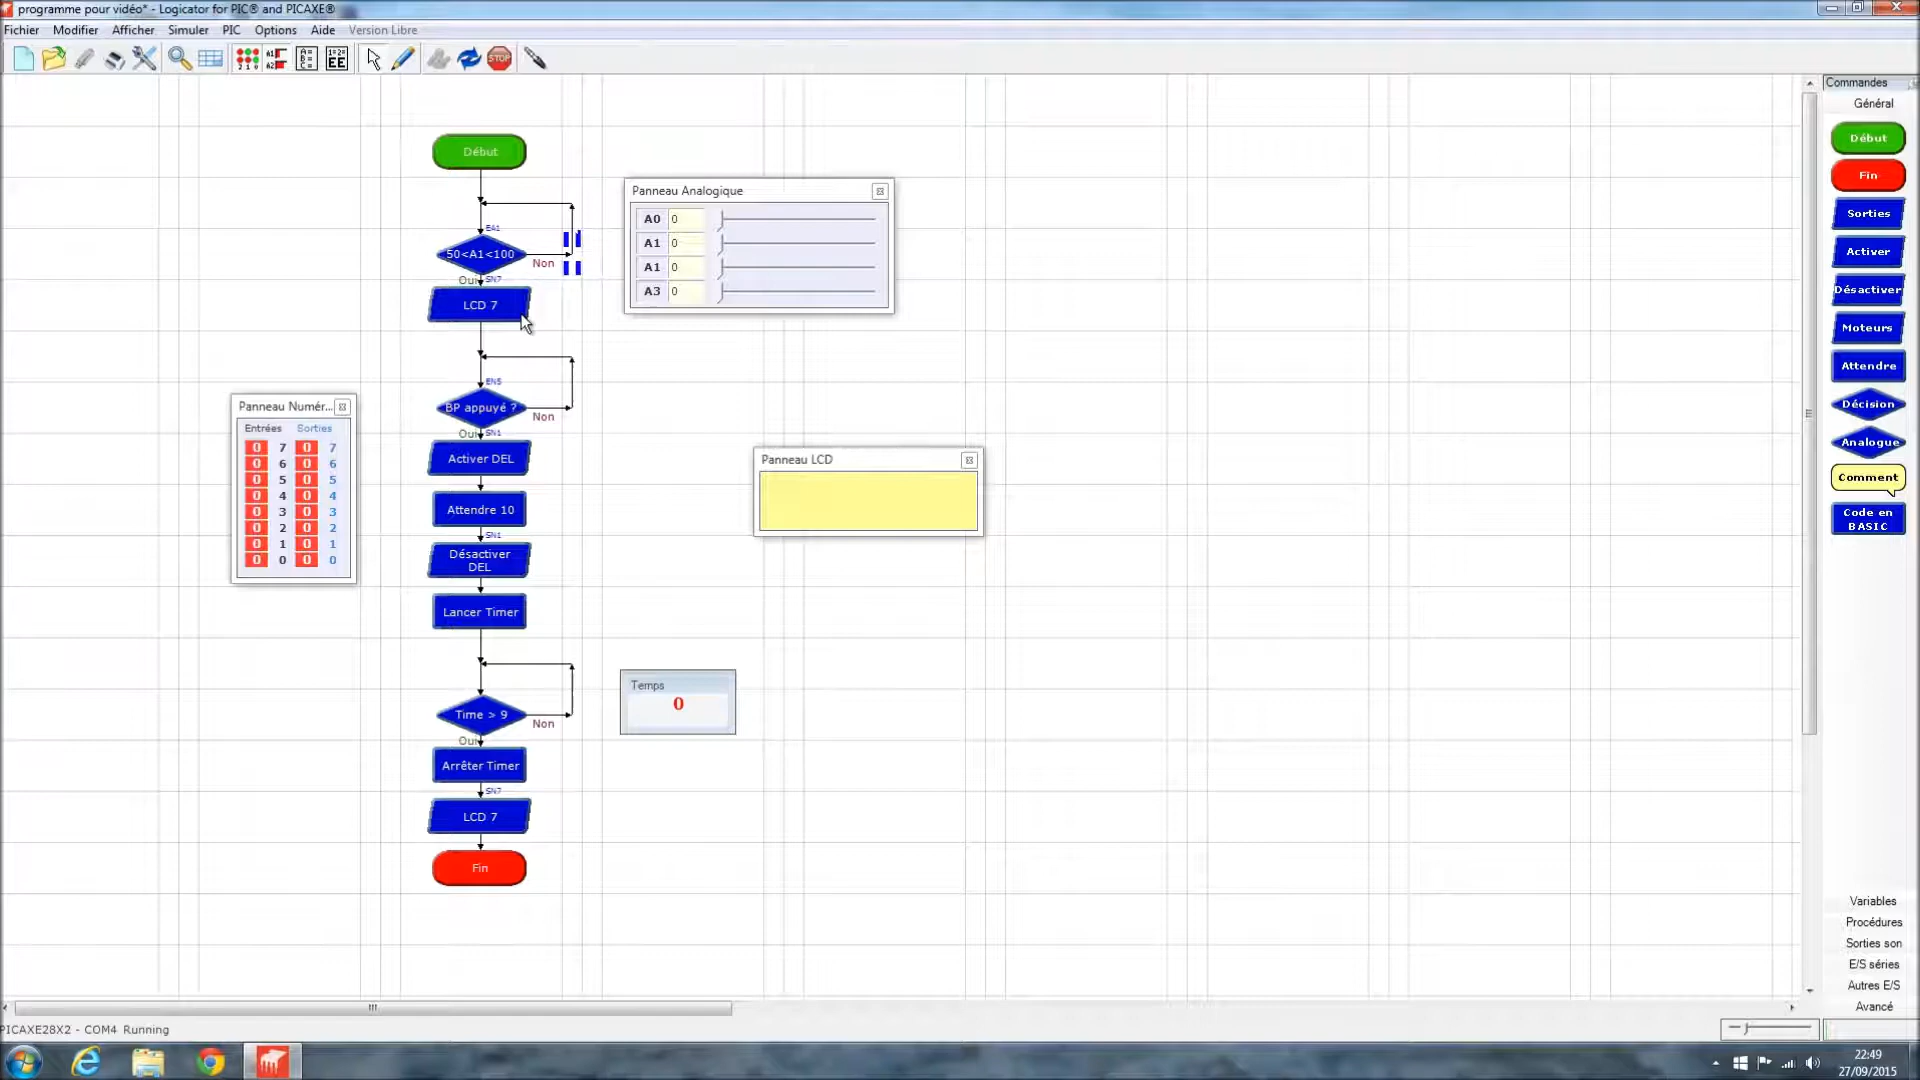 programme pour vidéo* - Logicator for PIC® and PICAXE®
Fichier Modifier Afficher Simuler PIC Options Aide Version Libre
Commandes
Général
Début
Fin
Sorties
Activer
Désactiver
Moteurs
Attendre
Décision
Analogue
Comment
Code en
BASIC
Variables
Procédures
Sorties son
E/S séries
Autres E/S
Avancé
Début
EA1
50<A1<100
Non
Oui
SN7
LCD 7
EN5
BP appuyé ?
Non
Oui
SN1
Activer DEL
Attendre 10
SN1
Désactiver
DEL
Lancer Timer
Time > 9
Non
Oui
Arrêter Timer
SN7
LCD 7
Fin
Panneau Analogique
A0 0
A1 0
A1 0
A3 0
Panneau Numér...
Entrées Sorties
0 7 0 7
0 6 0 6
0 5 0 5
0 4 0 4
0 3 0 3
0 2 0 2
0 1 0 1
0 0 0 0
Panneau LCD
Temps
0
PICAXE28X2 - COM4 Running
22:49
27/09/2015